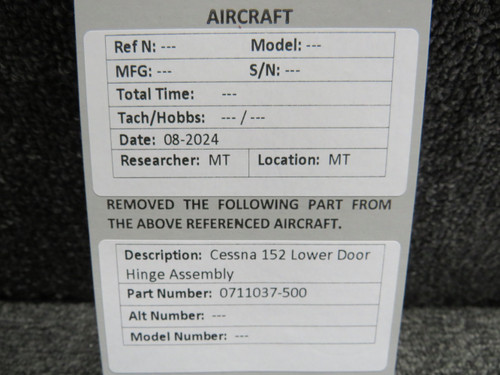 AIRCRAFT
Ref N: --- Model: ---
MFG: --- S/N: ---
Total Time: ---
Tach/Hobbs: --- / ---
Date: 08-2024
Researcher: MT Location: MT
REMOVED THE FOLLOWING PART FROM
THE ABOVE REFERENCED AIRCRAFT.
Description: Cessna 152 Lower Door
Hinge Assembly
Part Number: 0711037-500
Alt Number: ---
Model Number: ---